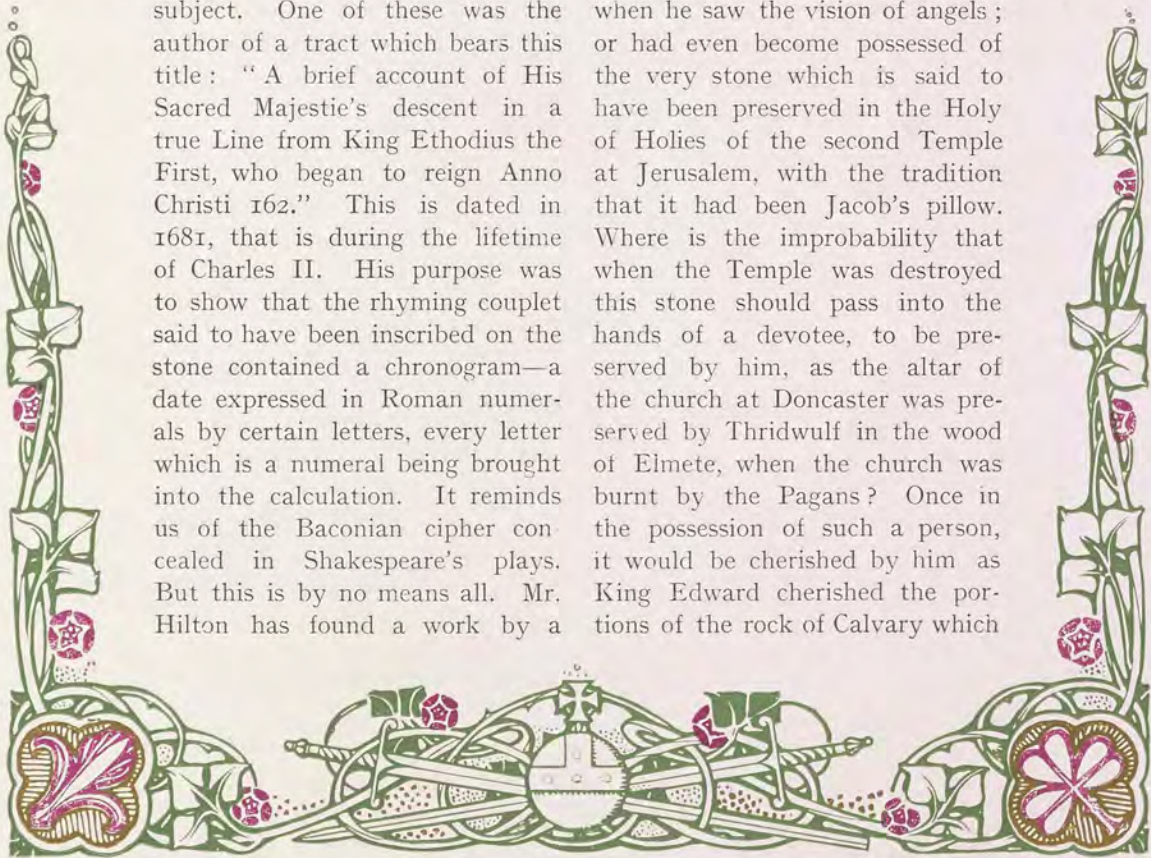 subject. One of these was the
author of a tract which bears this
title : “ A brief account of His
Sacred Majestie's descent in a
true Line from King Ethodius the
First, who began to reign Anno
Christi 162.” This is dated in
1681, that is during the lifetime
of Charles II. His purpose was
to show that the rhyming couplet
said to have been inscribed on the
stone contained a chronogram—a
date expressed in Roman numer-
als by certain letters, every letter
which is a numeral being brought
into the calculation. It reminds
us of the Baconian cipher con
cealed in Shakespeare's plays.
But this is by no means all. Mr.
Hilton has found a work by a
when he saw the vision of angels ;
or had even become possessed of
the very stone which is said to
have been preserved in the Holy
of Holies of the second Temple
at Jerusalem, with the tradition
that it had been Jacob's pillow.
Where is the improbability that
when the Temple was destroyed
this stone should pass into the
hands of a devotee, to be pre-
served by him, as the altar of
the church at Doncaster was pre-
served by Thridwulf in the wood
of Elmete, when the church was
burnt by the Pagans ? Once in
the possession of such a person,
it would be cherished by him as
King Edward cherished the por-
tions of the rock of Calvary which